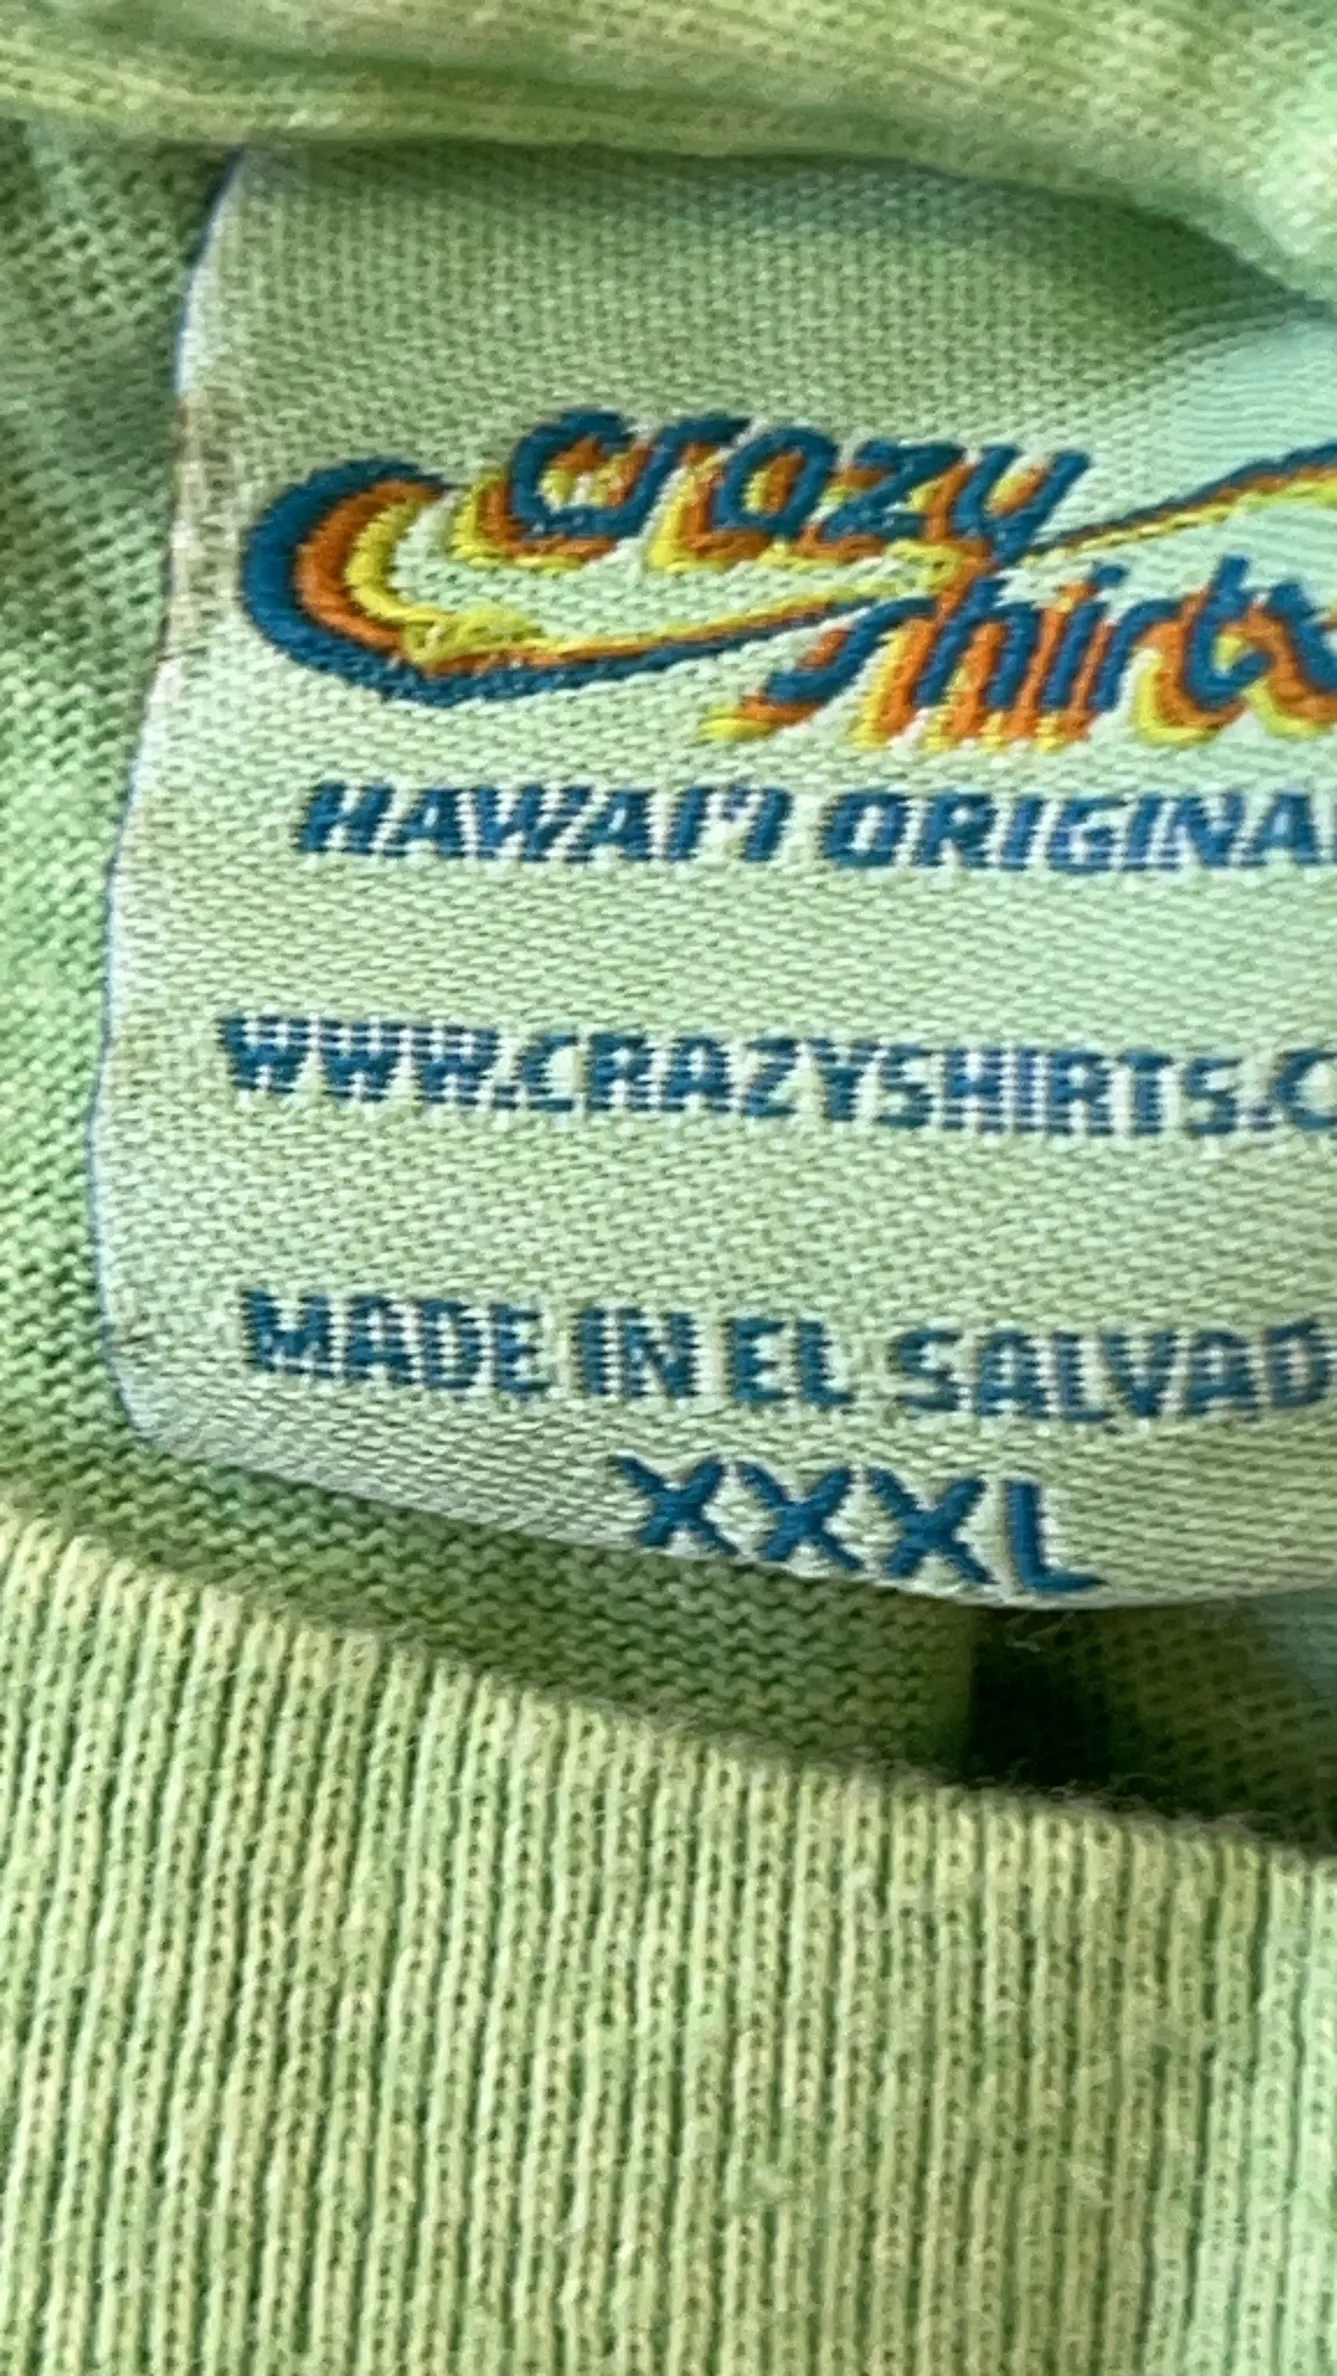 crazy
shirts
HAWAI'I ORIGINA
WWW.CRAZYSHIRTS.C
MADE IN EL SALVAD
XXXL